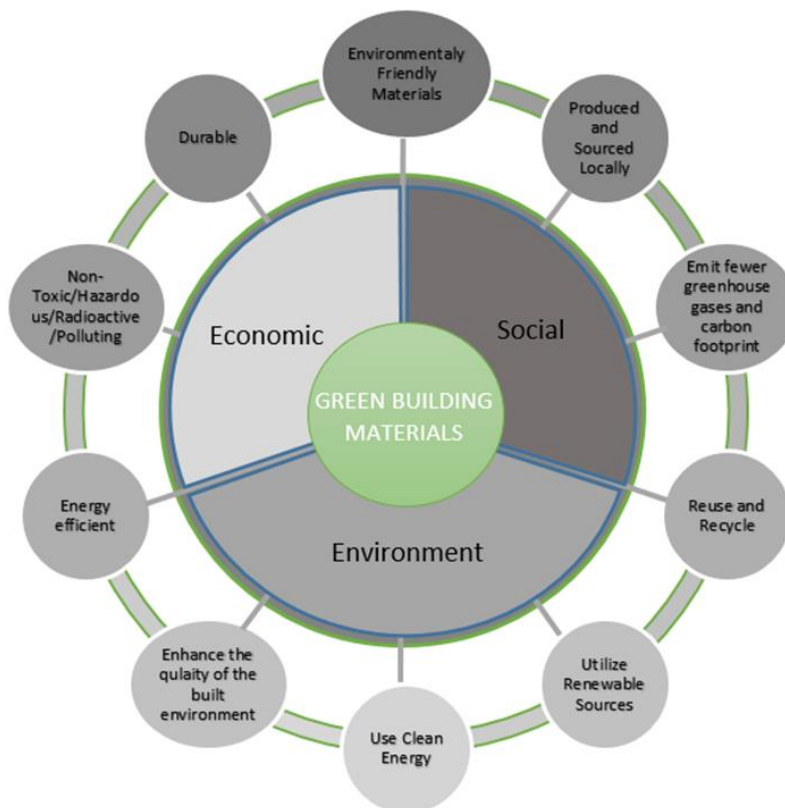 Environmentaly
Friendly
Materials
Produced
and
Sourced
Locally
Emit fewer
greenhouse
gases and
carbon
footprint
Reuse and
Recycle
Utilize
Renewable
Sources
Use Clean
Energy
Enhance the
qulaity of the
built
environment
Energy
efficient
Non-
Toxic/Hazardo
us/Radioactive
/Polluting
Durable
Economic
Social
Environment
GREEN BUILDING
MATERIALS